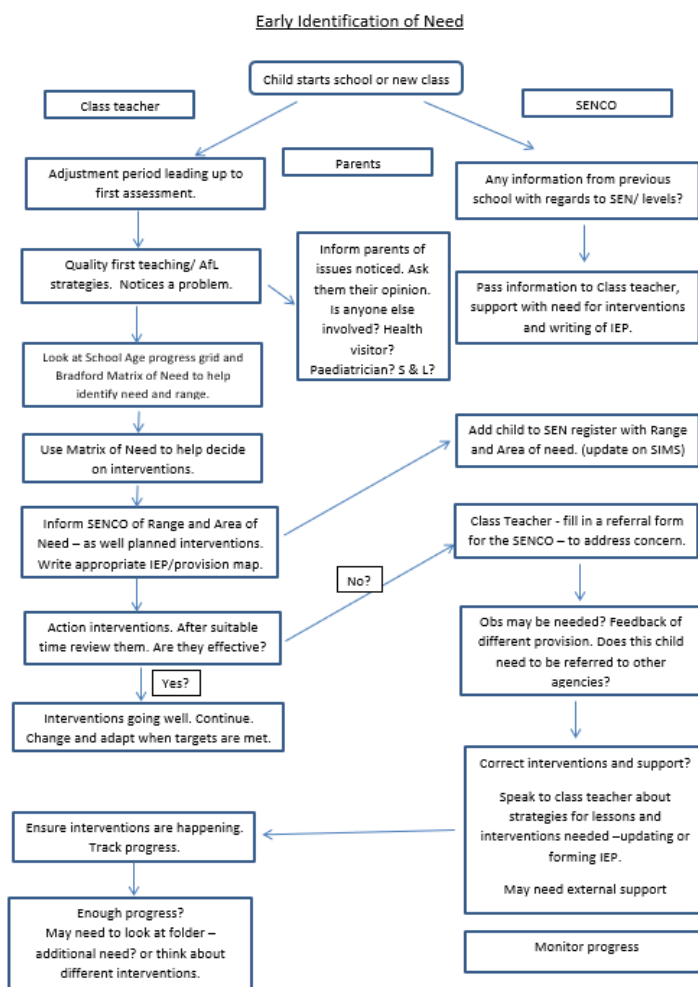 Early Identification of Need
Child starts school or new class
Class teacher
SENCO
Parents
Adjustment period leading up to
first assessment.
Any information from previous
school with regards to SEN/ levels?
Quality first teaching/ AfL
strategies.  Notices a problem.
Inform parents of
issues noticed. Ask
them their opinion.
Is anyone else
involved? Health
visitor?
Paediatrician? S & L?
Pass information to Class teacher,
support with need for interventions
and writing of IEP.
Look at School Age progress grid and
Bradford Matrix of Need to help
identify need and range.
Use Matrix of Need to help decide
on interventions.
Add child to SEN register with Range
and Area of need. (update on SIMS)
Inform SENCO of Range and Area of
Need – as well planned interventions.
Write appropriate IEP/provision map.
Class Teacher - fill in a referral form
for the SENCO – to address concern.
No?
Action interventions. After suitable
time review them. Are they effective?
Obs may be needed? Feedback of
different provision. Does this child
need to be referred to other
agencies?
Yes?
Interventions going well. Continue.
Change and adapt when targets are met.
Correct interventions and support?
Speak to class teacher about
strategies for lessons and
interventions needed –updating or
forming IEP.
May need external support
Ensure interventions are happening.
Track progress.
Enough progress?
May need to look at folder –
additional need? or think about
different interventions.
Monitor progress